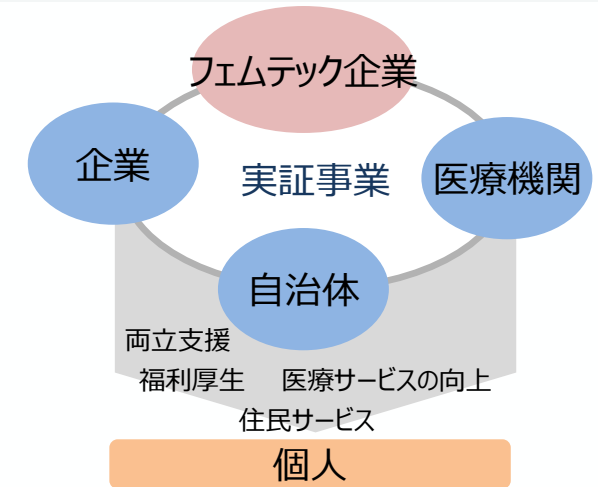 フェムテック企業
企業
実証事業
医療機関
自治体
両立支援
福利厚生
医療サービスの向上
住民サービス
個人